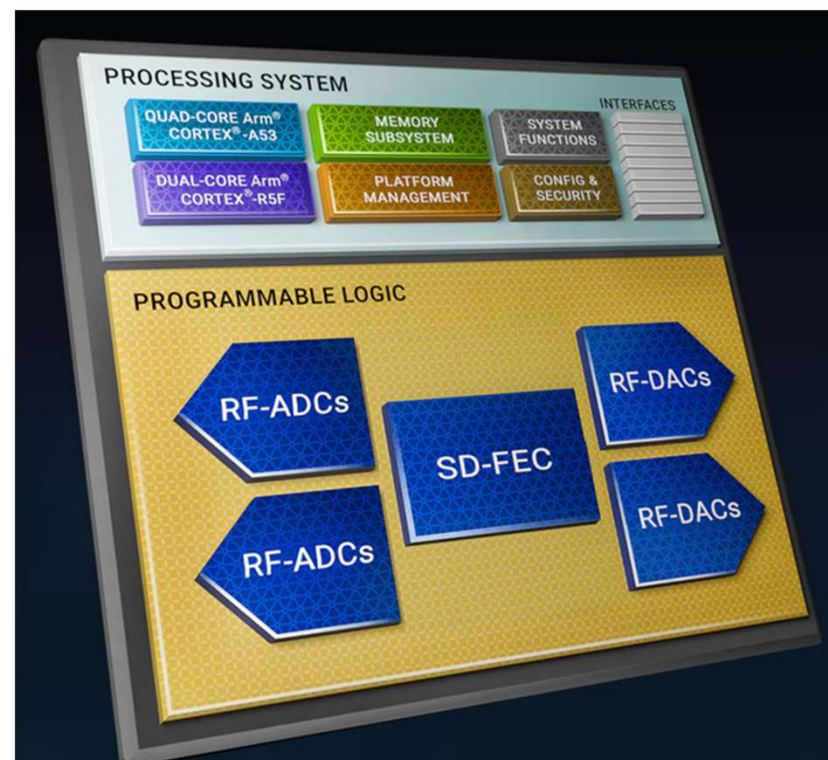 PROCESSING SYSTEM
INTERFACES
QUAD-CORE Arm®
CORTEX®-A53
MEMORY
SUBSYSTEM
SYSTEM
FUNCTIONS
DUAL-CORE Arm®
CORTEX®-R5F
PLATFORM
MANAGEMENT
CONFIG &
SECURITY
PROGRAMMABLE LOGIC
RF-ADCs
SD-FEC
RF-DACs
RF-ADCs
RF-DACs